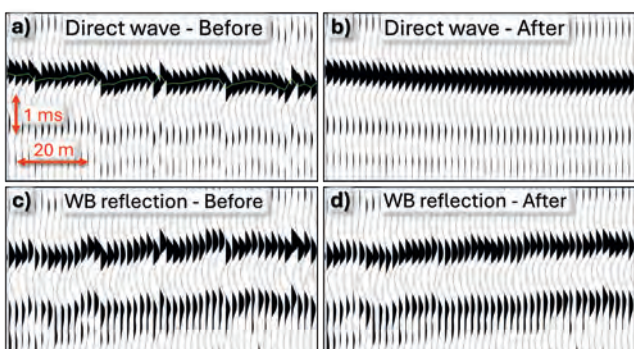 a) Direct wave - Before
b) Direct wave - After
1 ms
20 m
c) WB reflection - Before
d) WB reflection - After